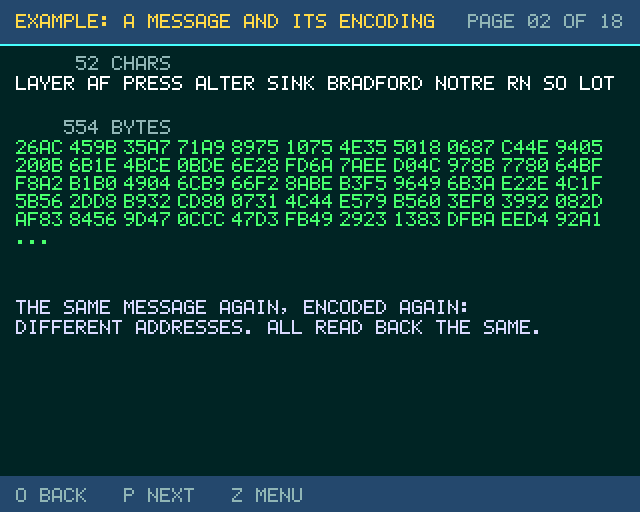 EXAMPLE: A MESSAGE AND ITS ENCODING PAGE 02 OF 18
52 CHARS
LAYER AF PRESS ALTER SINK BRADFORD NOTRE RN SO LOT
554 BYTES
26AC 459B 35A7 71A9 8975 1075 4E35 5018 0687 C44E 9405
200B 6B1E 4BCE 0BDE 6E28 FD6A 7AEE D04C 978B 7780 64BF
F8A2 B1B0 4904 6CB9 66F2 8ABE B3F5 9649 6B3A E22E 4C1F
5B56 2DD8 B932 CD80 0731 4C44 E579 B560 3EF0 3992 082D
AF83 8456 9D47 0CCC 47D3 FB49 2923 1383 DFBA EED4 92A1
...
THE SAME MESSAGE AGAIN, ENCODED AGAIN:
DIFFERENT ADDRESSES. ALL READ BACK THE SAME.
O BACK P NEXT Z MENU